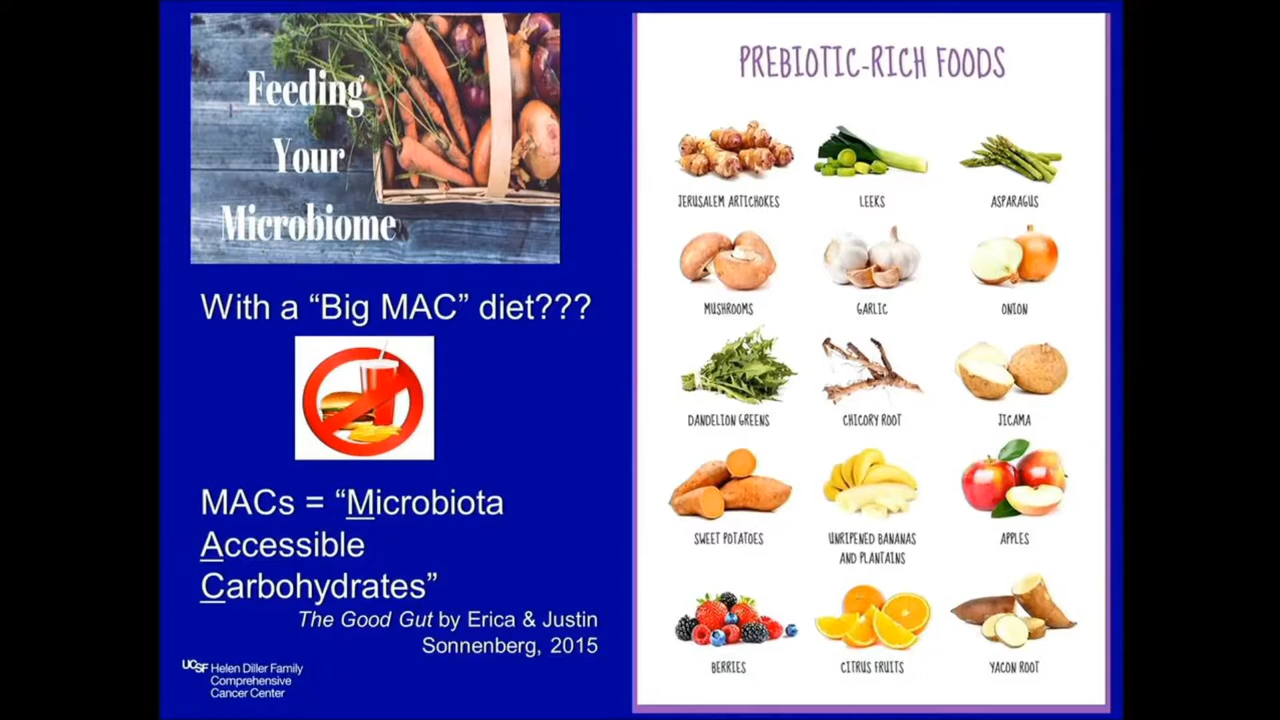 Feeding
Your
Microbiome
With a “Big MAC” diet???
MACs = “Microbiota
Accessible
Carbohydrates”
The Good Gut by Erica & Justin
Sonnenberg, 2015
UCSF Helen Diller Family
Comprehensive
Cancer Center
PREBIOTIC-RICH FOODS
JERUSALEM ARTICHOKES
LEEKS
ASPARAGUS
MUSHROOMS
GARLIC
ONION
DANDELION GREENS
CHICORY ROOT
JICAMA
SWEET POTATOES
UNRIPENED BANANAS
AND PLANTAINS
APPLES
BERRIES
CITRUS FRUITS
YACON ROOT